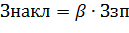 Знакл = β · Ззп